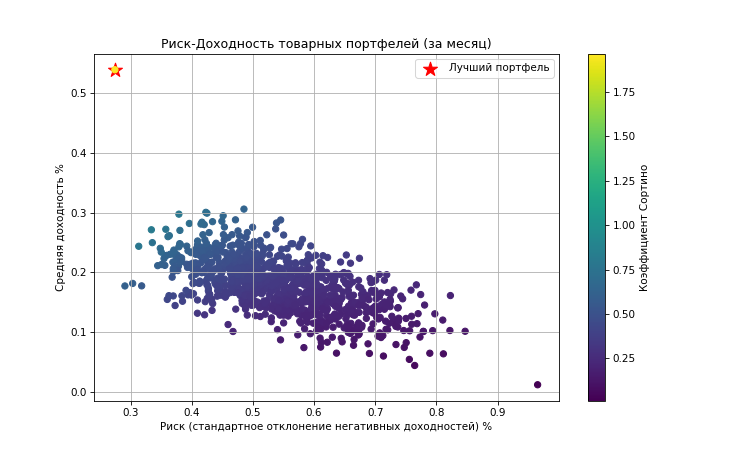 Риск-Доходность товарных портфелей (за месяц)
Лучший портфель
Средняя доходность %
0.5
0.4
0.3
0.2
0.1
0.0
0.3 0.4 0.5 0.6 0.7 0.8 0.9
Риск (стандартное отклонение негативных доходностей) %
1.75
1.50
1.25
1.00
0.75
0.50
0.25
Коэффициент Сортино